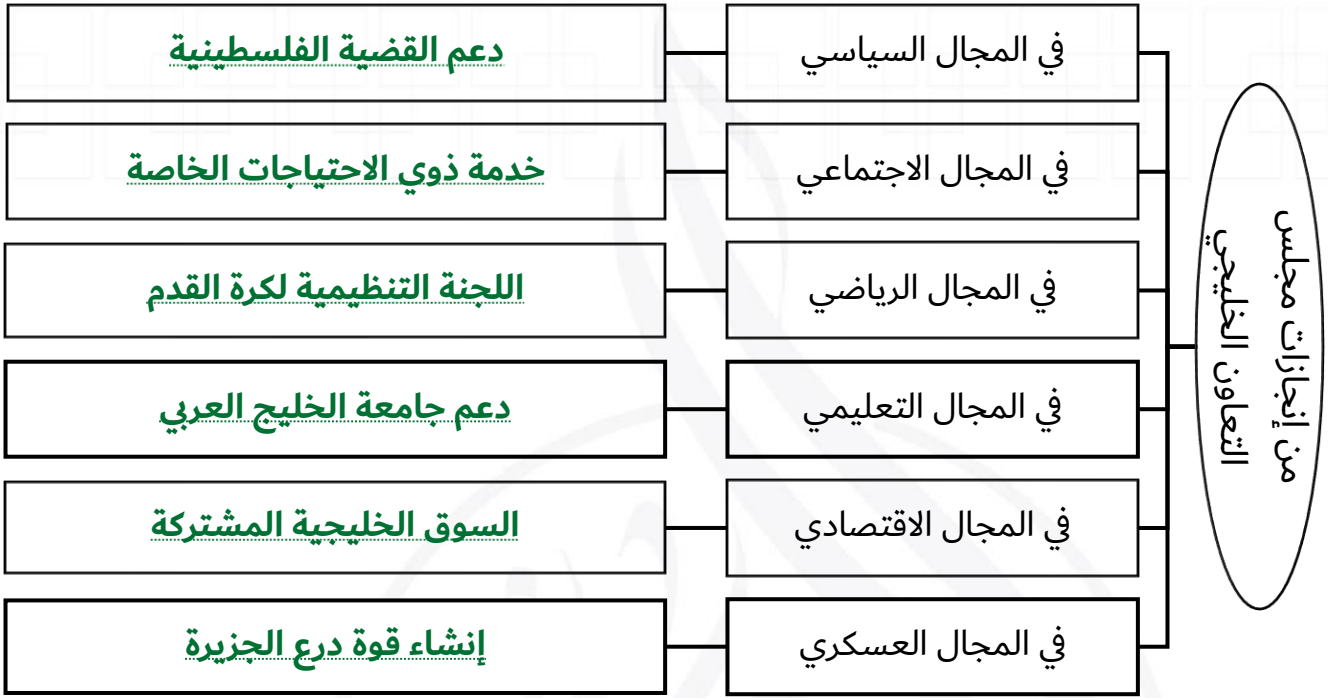 من إنجازات مجلس
التعاون الخليجي
في المجال السياسي
دعم القضية الفلسطينية
في المجال الاجتماعي
خدمة ذوي الاحتياجات الخاصة
في المجال الرياضي
اللجنة التنظيمية لكرة القدم
في المجال التعليمي
دعم جامعة الخليج العربي
في المجال الاقتصادي
السوق الخليجية المشتركة
في المجال العسكري
إنشاء قوة درع الجزيرة